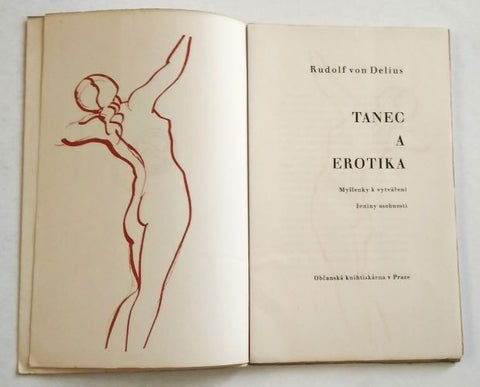 Rudolf von Delius
TANEC
A
EROTIKA
Myšlenky k vytváření
ženiny osobnosti
Občanská knihtiskárna v Praze